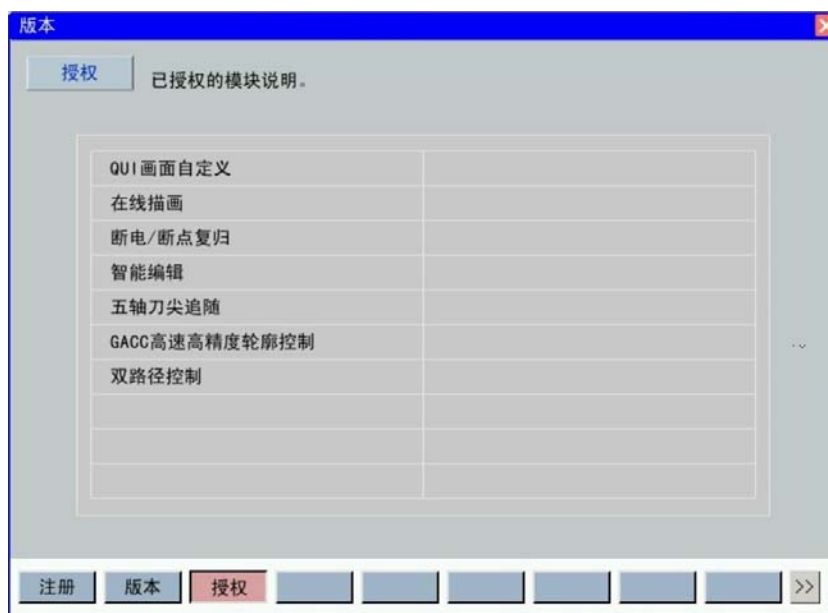 版本
授权 已授权的模块说明。
QUI画面自定义
在线描画
断电/断点复归
智能编辑
五轴刀尖追随
GACC高速高精度轮廓控制
双路径控制
注册 版本 授权 >>